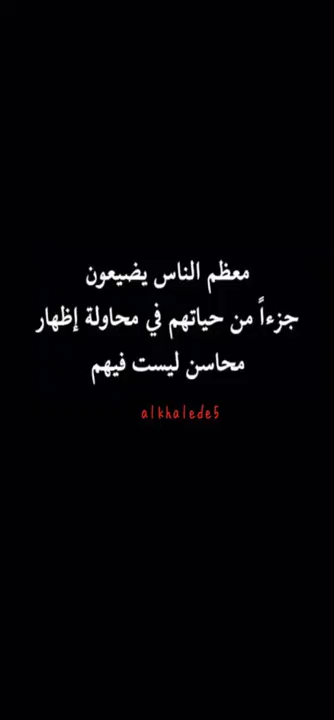 معظم الناس يضيعون
جزءاً من حياتهم في محاولة إظهار
محاسن ليست فيهم
alkhalede5